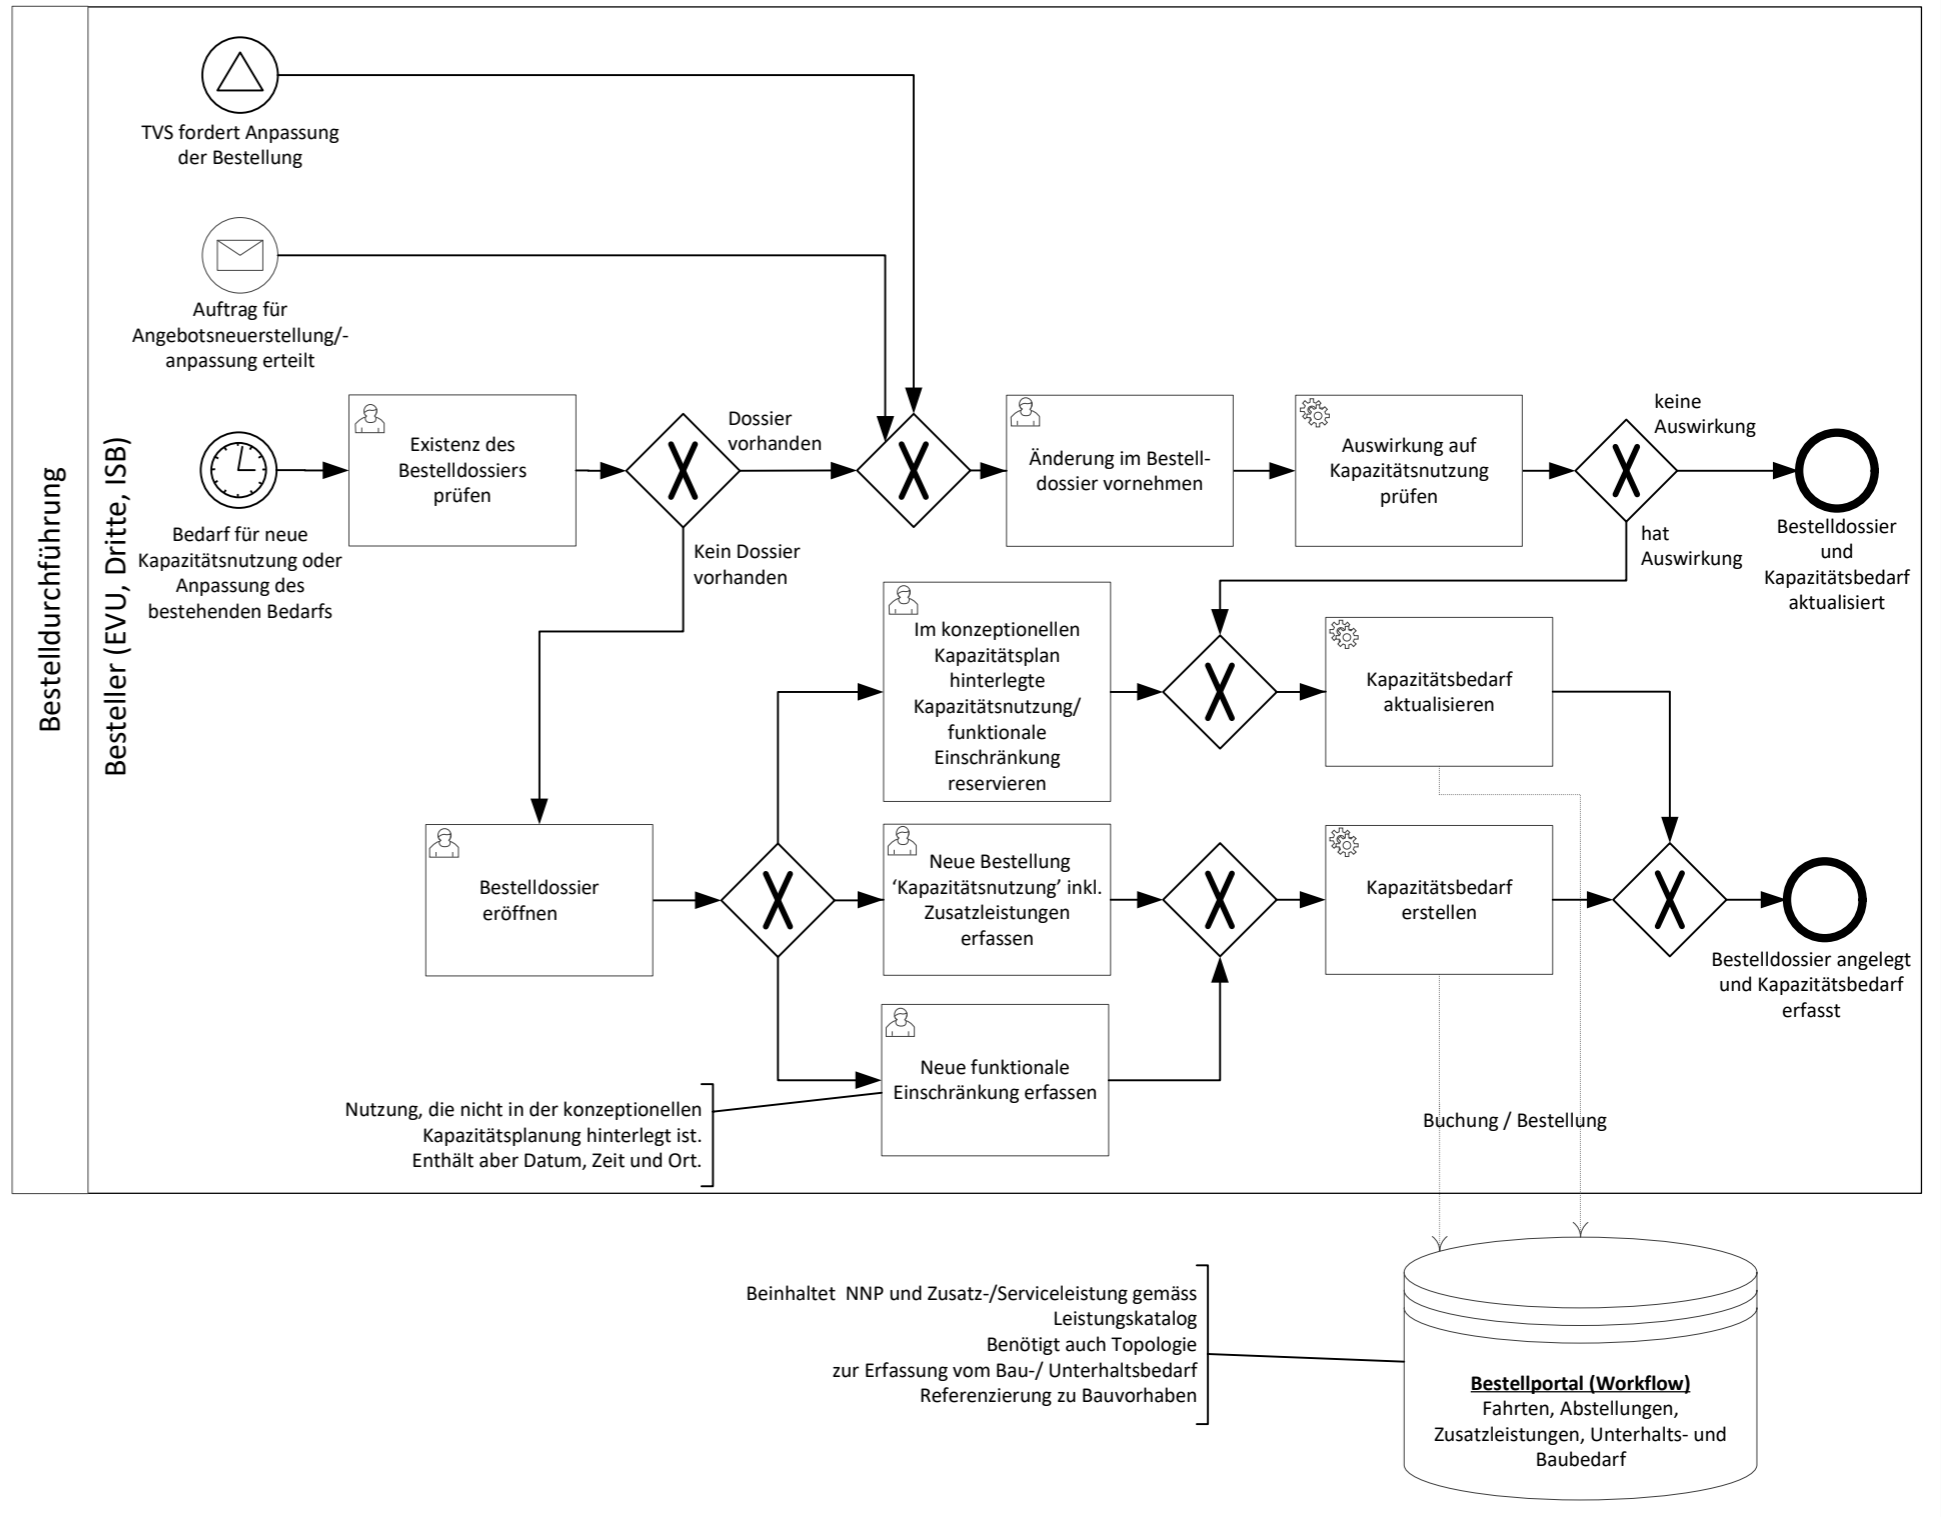 Bestelldurchführung
Besteller (EVU, Dritte, ISB)
TVS fordert Anpassung
der Bestellung
Auftrag für
Angebotsneuerstellung/-
anpassung erteilt
Bedarf für neue
Kapazitätsnutzung oder
Anpassung des
bestehenden Bedarfs
Existenz des
Bestelldossiers
prüfen
Dossier
vorhanden
Kein Dossier
vorhanden
Änderung im Bestell-
dossier vornehmen
Auswirkung auf
Kapazitätsnutzung
prüfen
keine
Auswirkung
hat
Auswirkung
Bestelldossier
und
Kapazitätsbedarf
aktualisiert
Im konzeptionellen
Kapazitätsplan
hinterlegte
Kapazitätsnutzung/
funktionale
Einschränkung
reservieren
Kapazitätsbedarf
aktualisieren
Bestelldossier
eröffnen
Neue Bestellung
‘Kapazitätsnutzung’ inkl.
Zusatzleistungen
erfassen
Kapazitätsbedarf
erstellen
Bestelldossier angelegt
und Kapazitätsbedarf
erfasst
Neue funktionale
Einschränkung erfassen
Nutzung, die nicht in der konzeptionellen
Kapazitätsplanung hinterlegt ist.
Enthält aber Datum, Zeit und Ort.
Buchung / Bestellung
Beinhaltet NNP und Zusatz-/Serviceleistung gemäss
Leistungskatalog
Benötigt auch Topologie
zur Erfassung vom Bau-/ Unterhaltsbedarf
Referenzierung zu Bauvorhaben
Bestellportal (Workflow)
Fahrten, Abstellungen,
Zusatzleistungen, Unterhalts- und
Baubedarf